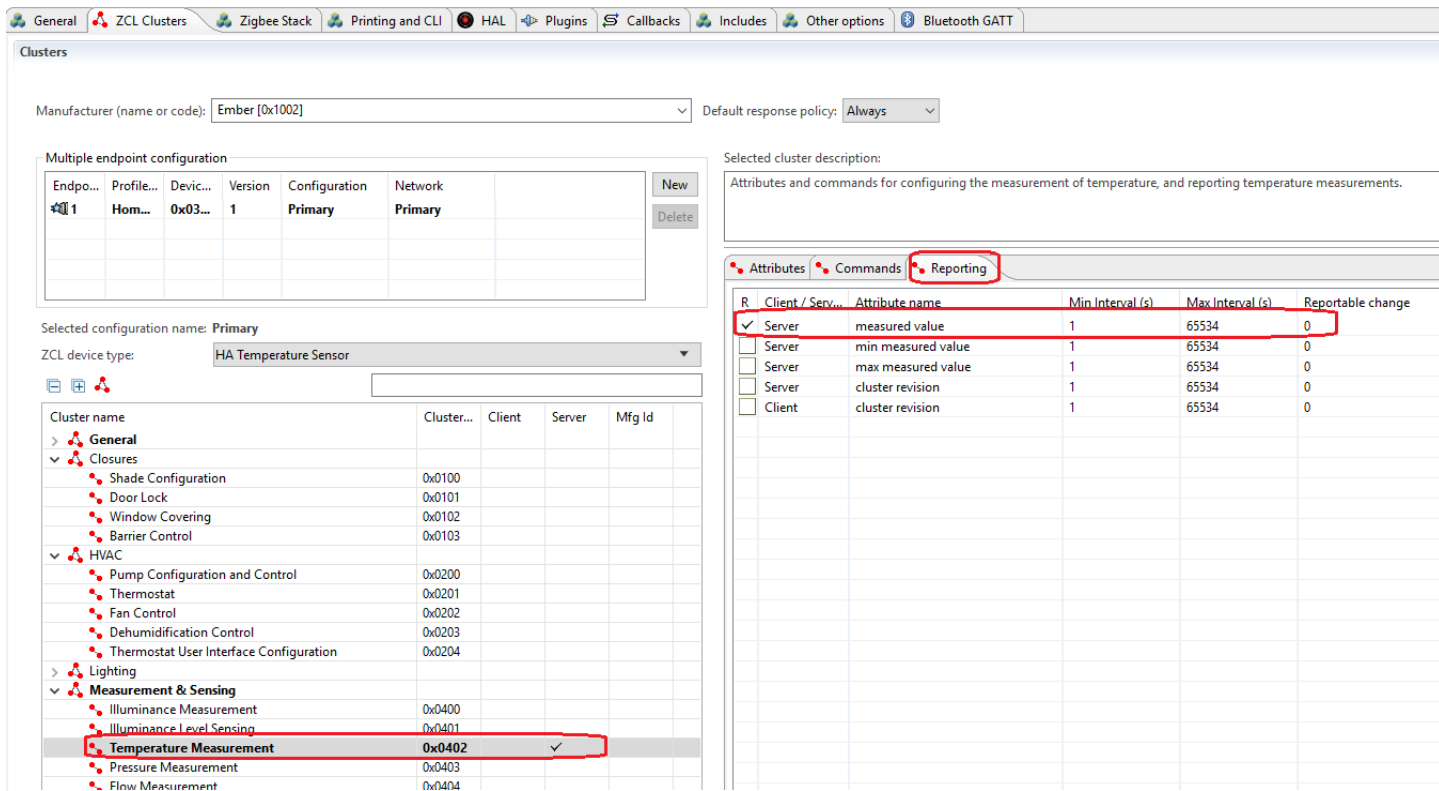 General ZCL Clusters Zigbee Stack Printing and CLI HAL Plugins Callbacks Includes Other options Bluetooth GATT
Clusters
Manufacturer (name or code): Ember [0x1002] Default response policy: Always
Multiple endpoint configuration
Endpo... Profile... Devic... Version Configuration Network
1 Hom... 0x03... 1 Primary Primary
New
Delete
Selected configuration name: Primary
ZCL device type: HA Temperature Sensor
Cluster name Cluster... Client Server Mfg Id
General
Closures
Shade Configuration 0x0100
Door Lock 0x0101
Window Covering 0x0102
Barrier Control 0x0103
HVAC
Pump Configuration and Control 0x0200
Thermostat 0x0201
Fan Control 0x0202
Dehumidification Control 0x0203
Thermostat User Interface Configuration 0x0204
Lighting
Measurement & Sensing
Illuminance Measurement 0x0400
Illuminance Level Sensing 0x0401
Temperature Measurement 0x0402
Pressure Measurement 0x0403
Flow Measurement 0x0404
Selected cluster description:
Attributes and commands for configuring the measurement of temperature, and reporting temperature measurements.
Attributes Commands Reporting
R Client / Serv... Attribute name Min Interval (s) Max Interval (s) Reportable change
Server measured value 1 65534 0
Server min measured value 1 65534 0
Server max measured value 1 65534 0
Server cluster revision 1 65534 0
Client cluster revision 1 65534 0